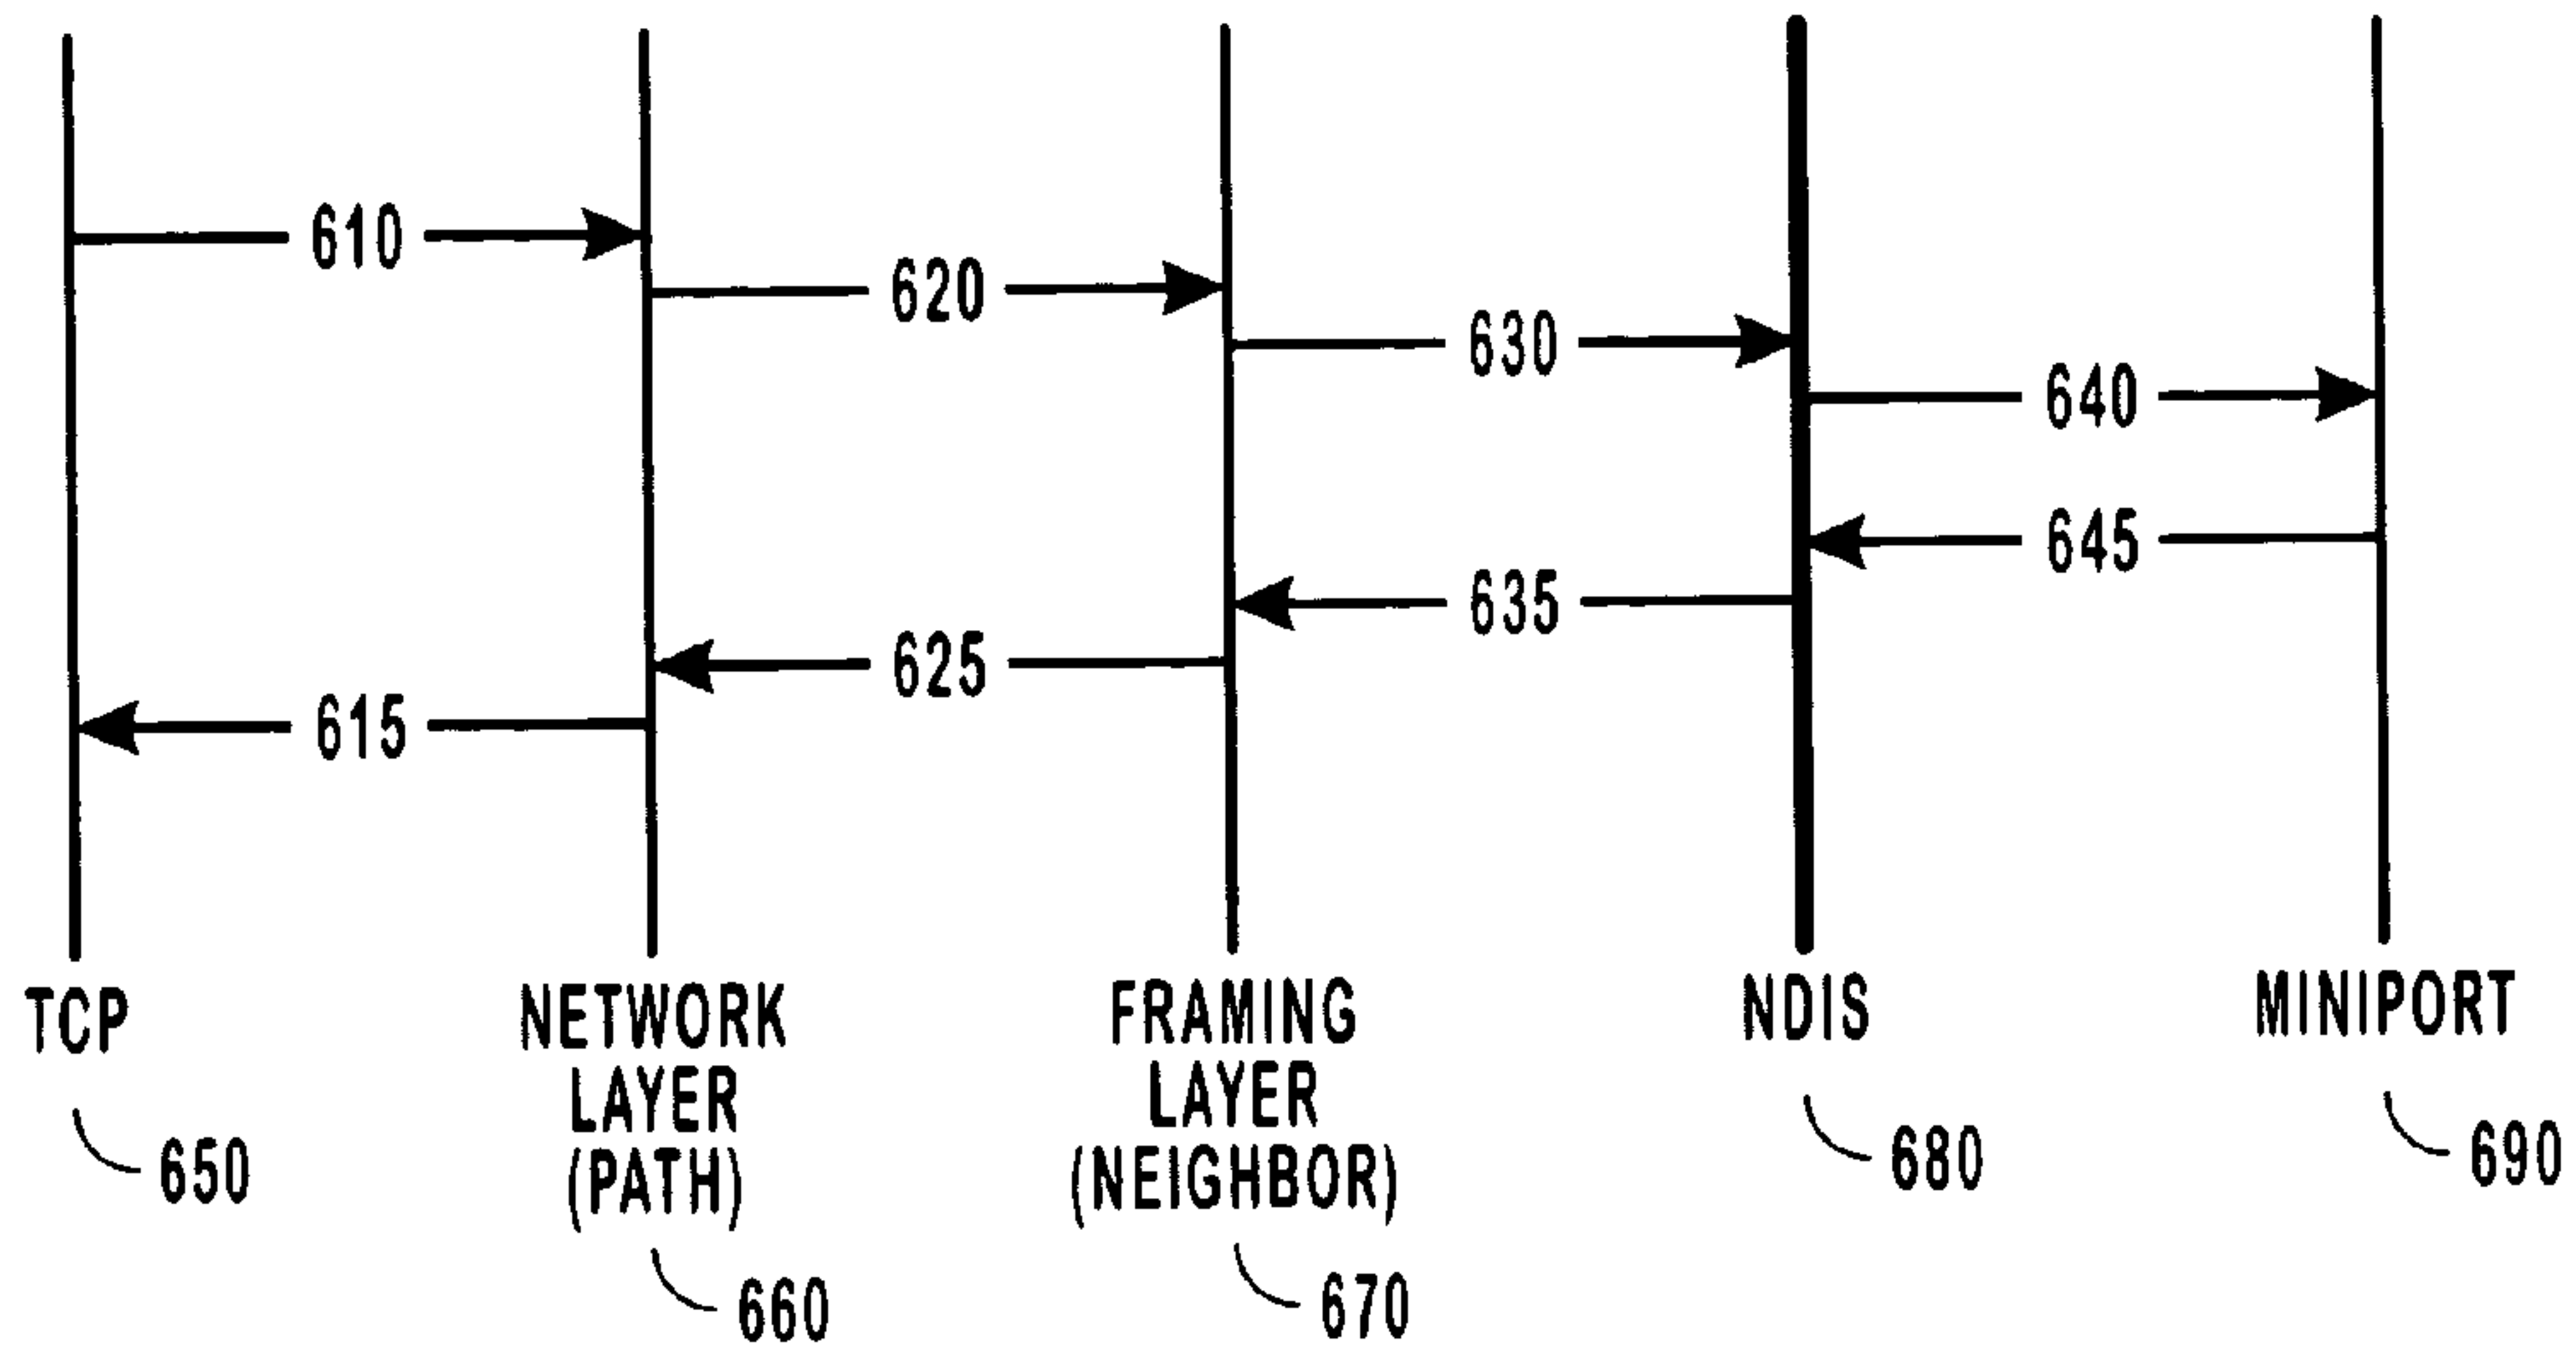 610
620
630
640
645
635
625
615
TCP
650
NETWORK
LAYER
(PATH)
660
FRAMING
LAYER
(NEIGHBOR)
670
NDIS
680
MINIPORT
690